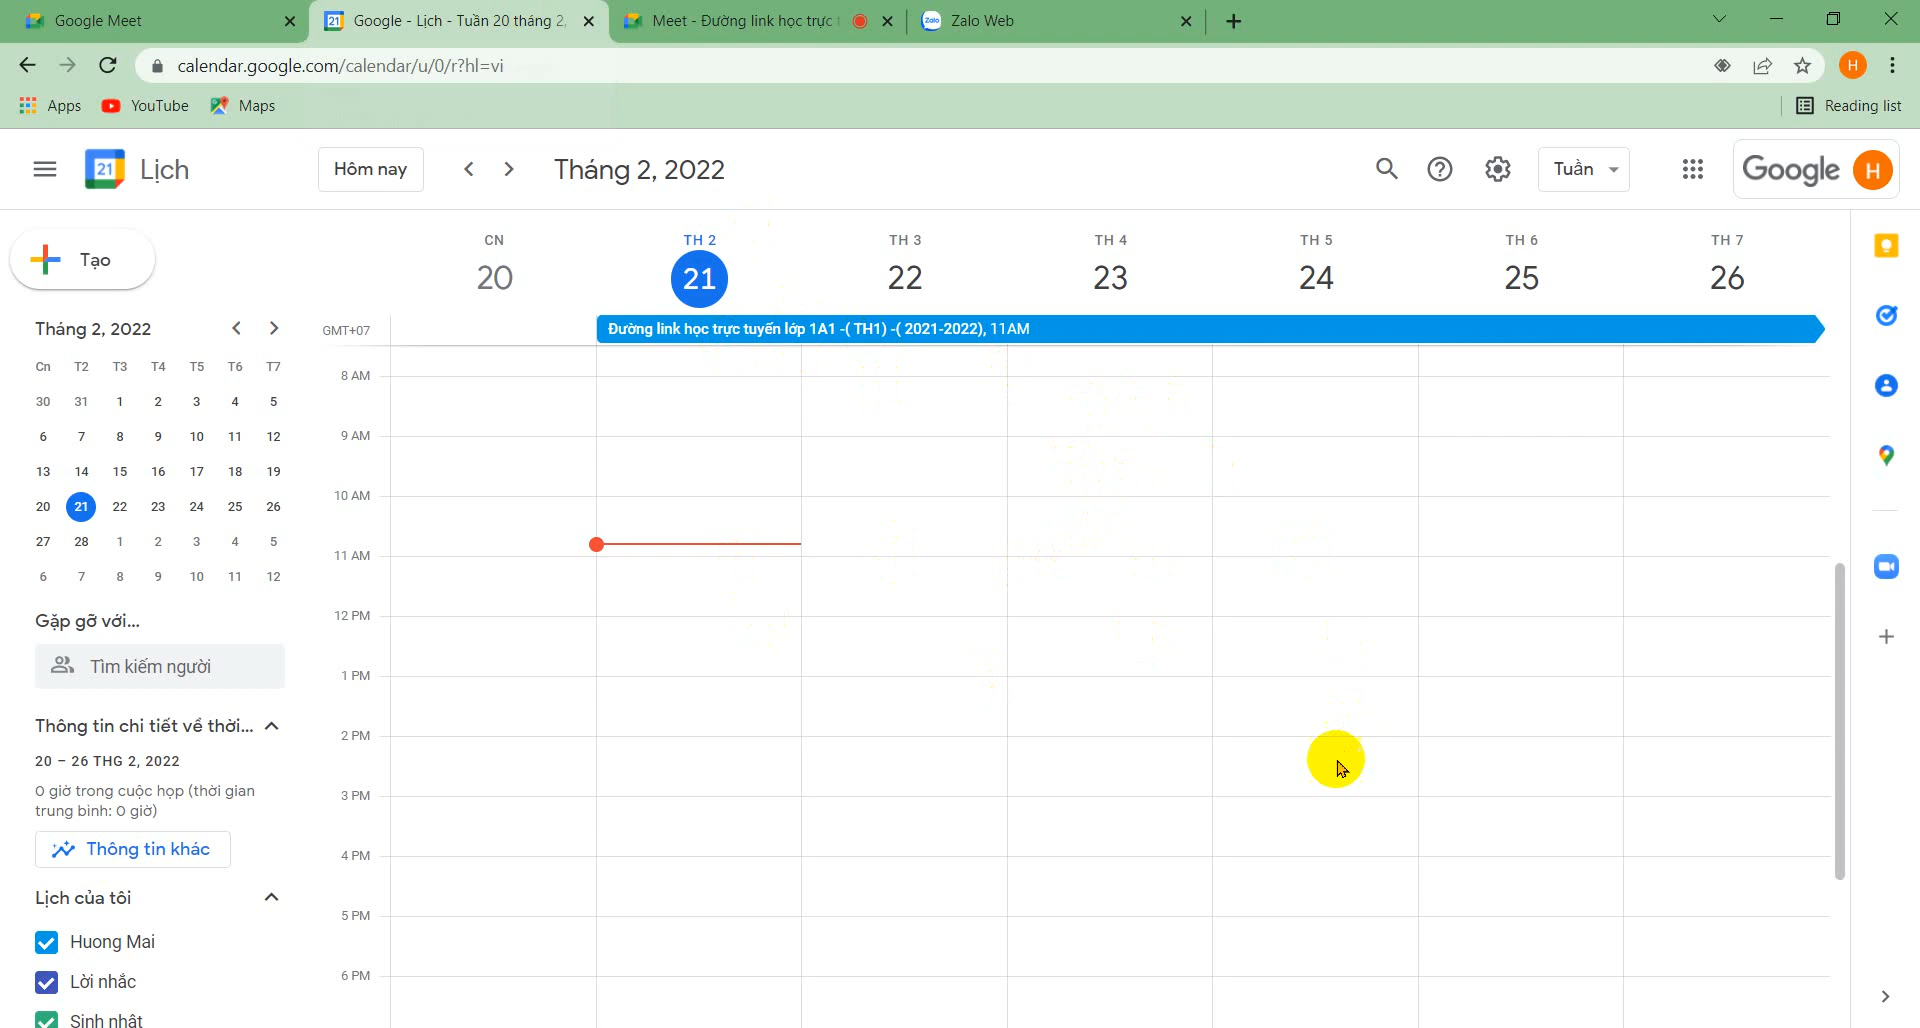 Google Meet
Google - Lịch - Tuần 20 tháng 2,
Meet - Đường link học trực
Zalo Web
calendar.google.com/calendar/u/0/r?hl=vi
H
Apps
YouTube
Maps
Reading list
21
Lịch
Hôm nay
Tháng 2, 2022
Tuần
Google
H
Tạo
CN
20
TH 2
21
TH 3
22
TH 4
23
TH 5
24
TH 6
25
TH 7
26
GMT+07
Đường link học trực tuyến lớp 1A1 -( TH1) -( 2021-2022), 11AM
Tháng 2, 2022
Cn T2 T3 T4 T5 T6 T7
30 31 1 2 3 4 5
6 7 8 9 10 11 12
13 14 15 16 17 18 19
20 21 22 23 24 25 26
27 28 1 2 3 4 5
6 7 8 9 10 11 12
Gặp gỡ với...
Tìm kiếm người
Thông tin chi tiết về thời...
20 – 26 THG 2, 2022
0 giờ trong cuộc họp (thời gian
trung bình: 0 giờ)
Thông tin khác
Lịch của tôi
Huong Mai
Lời nhắc
Sinh nhật
8 AM
9 AM
10 AM
11 AM
12 PM
1 PM
2 PM
3 PM
4 PM
5 PM
6 PM